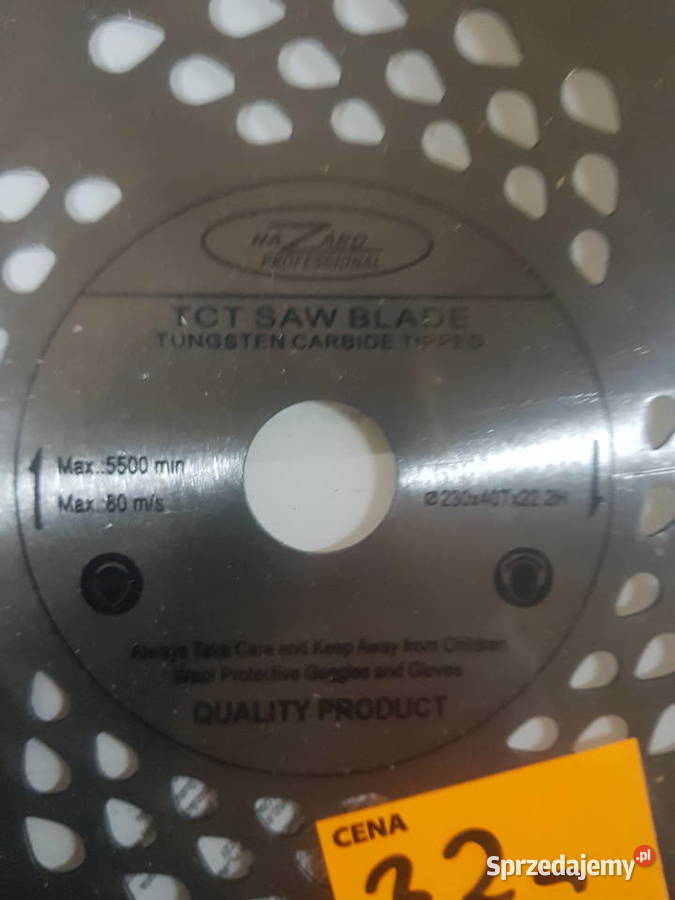 HAZARD
PROFESSIONAL
TCT SAW BLADE
TUNGSTEN CARBIDE TIPPED
Max.:5500 min
Max.:80 m/s
Ø230x40Tx22.2H
Always Take Care and Keep Away from Children
Wear Protective Goggles and Gloves
QUALITY PRODUCT
CENA
32
Sprzedajemy.pl